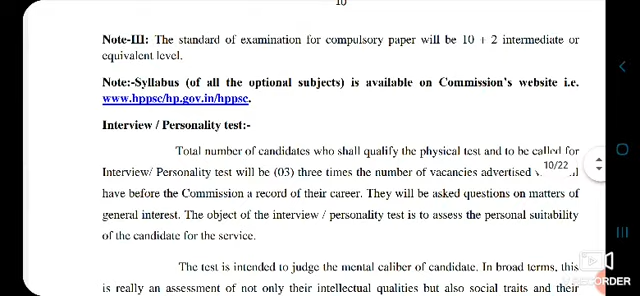 10
Note-III: The standard of examination for compulsory paper will be 10 + 2 intermediate or
equivalent level.
Note:-Syllabus (of all the optional subjects) is available on Commission's website i.e.
www.hppsc/hp.gov.in/hppsc.
Interview / Personality test:-
Total number of candidates who shall qualify the physical test and to be called for
Interview/ Personality test will be (03) three times the number of vacancies advertised
10/22
have before the Commission a record of their career. They will be asked questions on matters of
general interest. The object of the interview / personality test is to assess the personal suitability
of the candidate for the service.
The test is intended to judge the mental caliber of candidate. In broad terms, this
is really an assessment of not only their intellectual qualities but also social traits and their